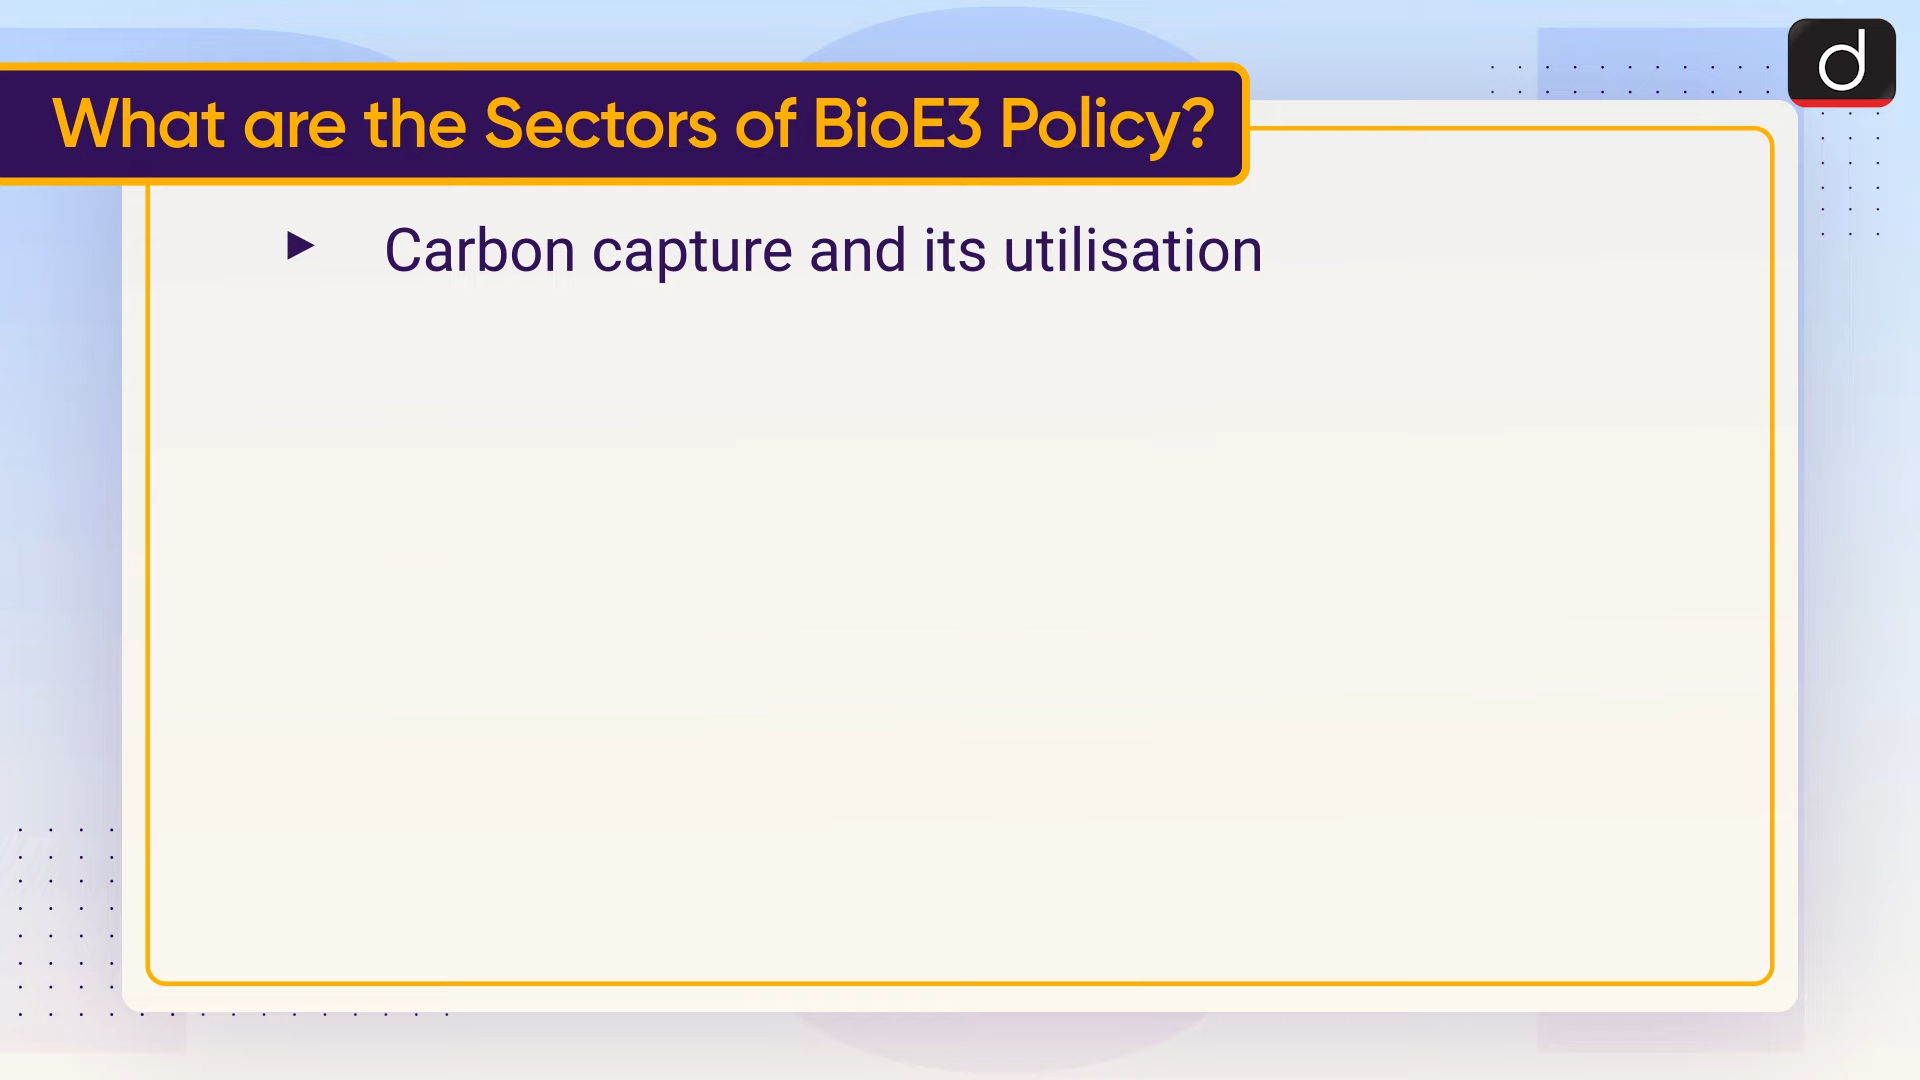 What are the Sectors of BioE3 Policy?
► Carbon capture and its utilisation